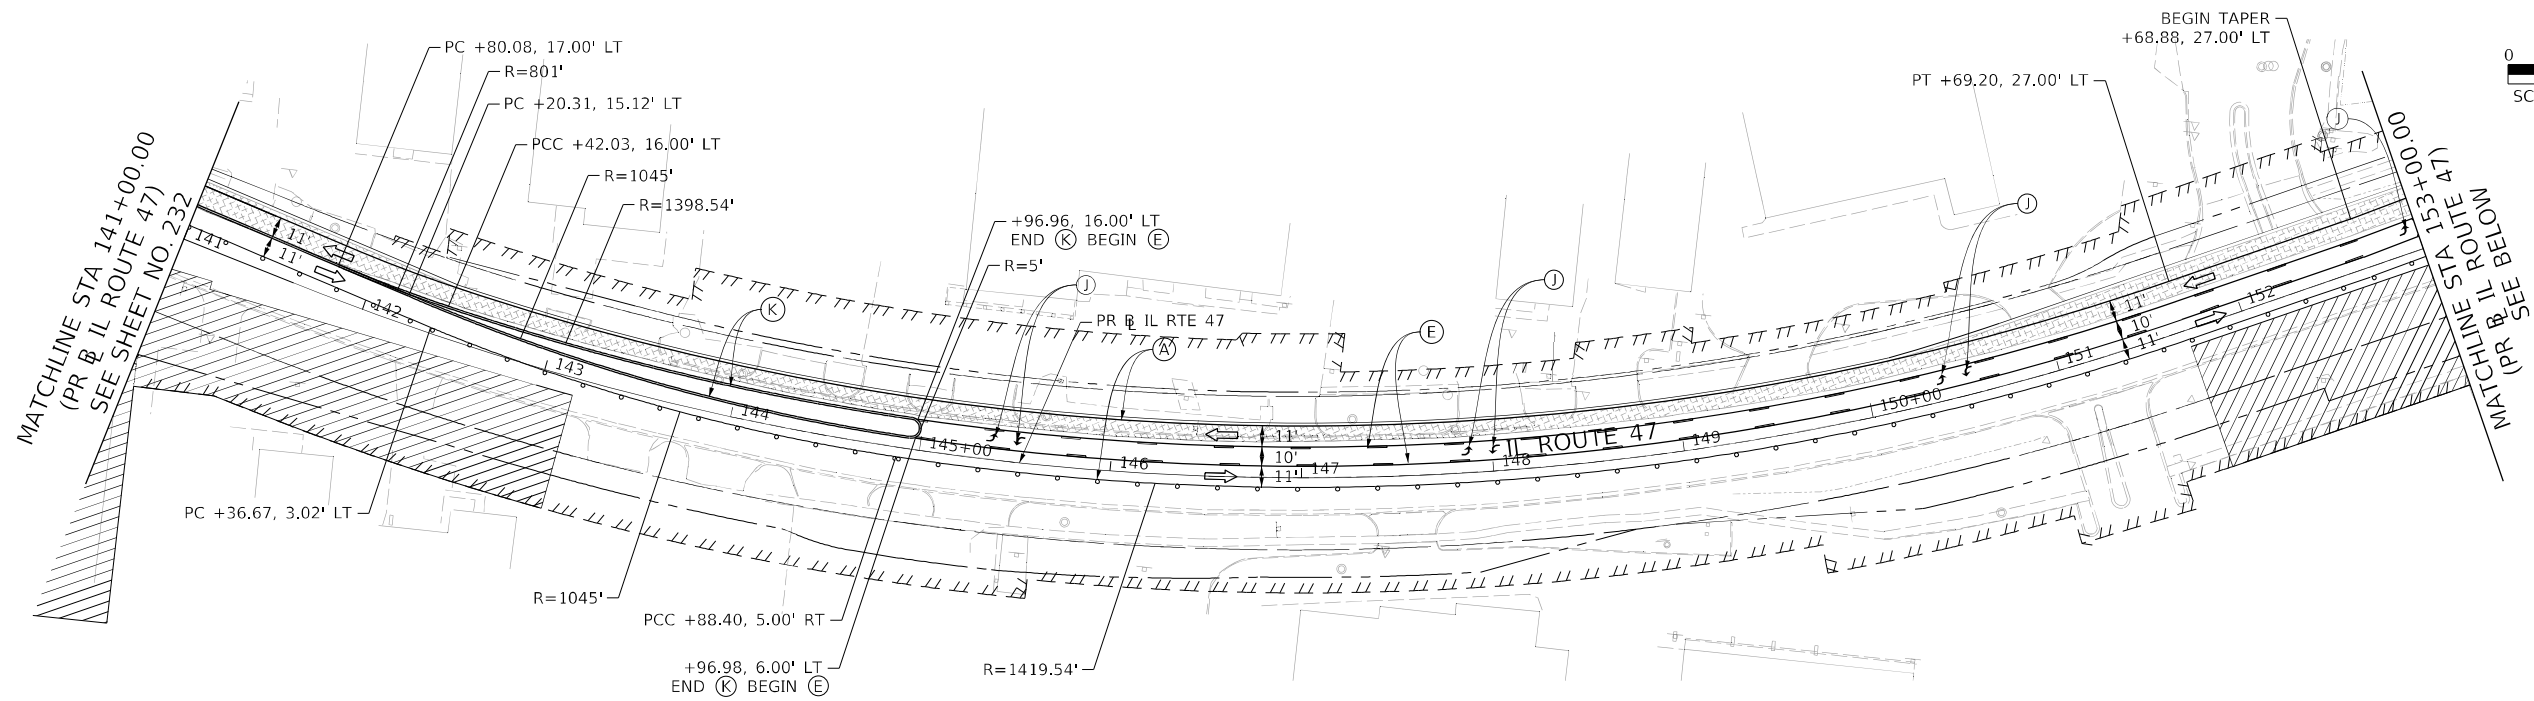 BEGIN TAPER
+68.88, 27.00' LT
PC +80.08, 17.00' LT
0
R=801'
PT +69.20, 27.00' LT
SC
PC +20.31, 15.12' LT
J
PCC +42.03, 16.00' LT
R=1045'
R=1398.54'
J
MATCHLINE STA 141+00.00
(PR BL IL ROUTE 47)
SEE SHEET NO. 232
MATCHLINE STA 153+00.00
(PR BL IL ROUTE 47)
SEE BELOW
+96.96, 16.00' LT
END K BEGIN E
R=5'
141
11'
11'
J
J
K
PR BL IL RTE 47
E
A
142
143
144
145+00
146
147
148
149
150+00
151
152
11'
10'
11'
IL ROUTE 47
11'
10'
11'
PC +36.67, 3.02' LT
R=1045'
PCC +88.40, 5.00' RT
+96.98, 6.00' LT
END K BEGIN E
R=1419.54'